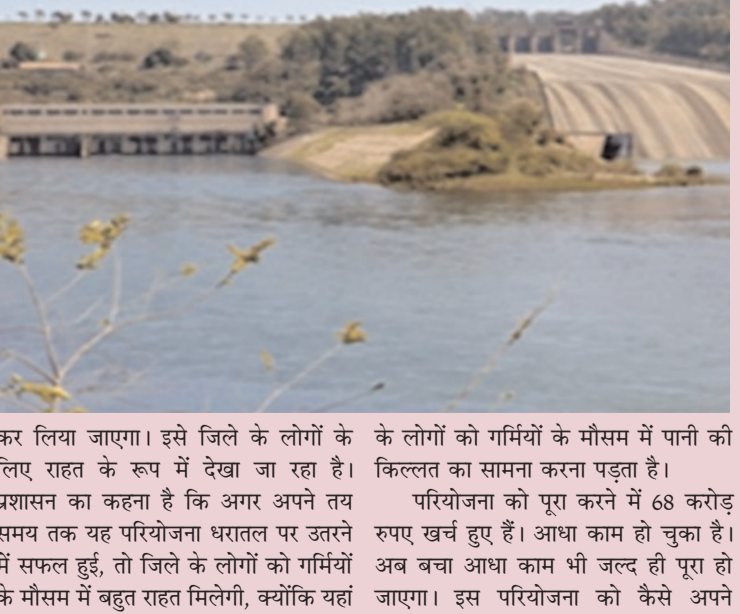 कर लिया जाएगा। इसे जिले के लोगों के
लिए राहत के रूप में देखा जा रहा है।
प्रशासन का कहना है कि अगर अपने तय
समय तक यह परियोजना धरातल पर उतरने
में सफल हुई, तो जिले के लोगों को गर्मियों
के मौसम में बहुत राहत मिलेगी, क्योंकि यहां
के लोगों को गर्मियों के मौसम में पानी की
किल्लत का सामना करना पड़ता है।
परियोजना को पूरा करने में 68 करोड़
रुपए खर्च हुए हैं। आधा काम हो चुका है।
अब बचा आधा काम भी जल्द ही पूरा हो
जाएगा। इस परियोजना को कैसे अपने